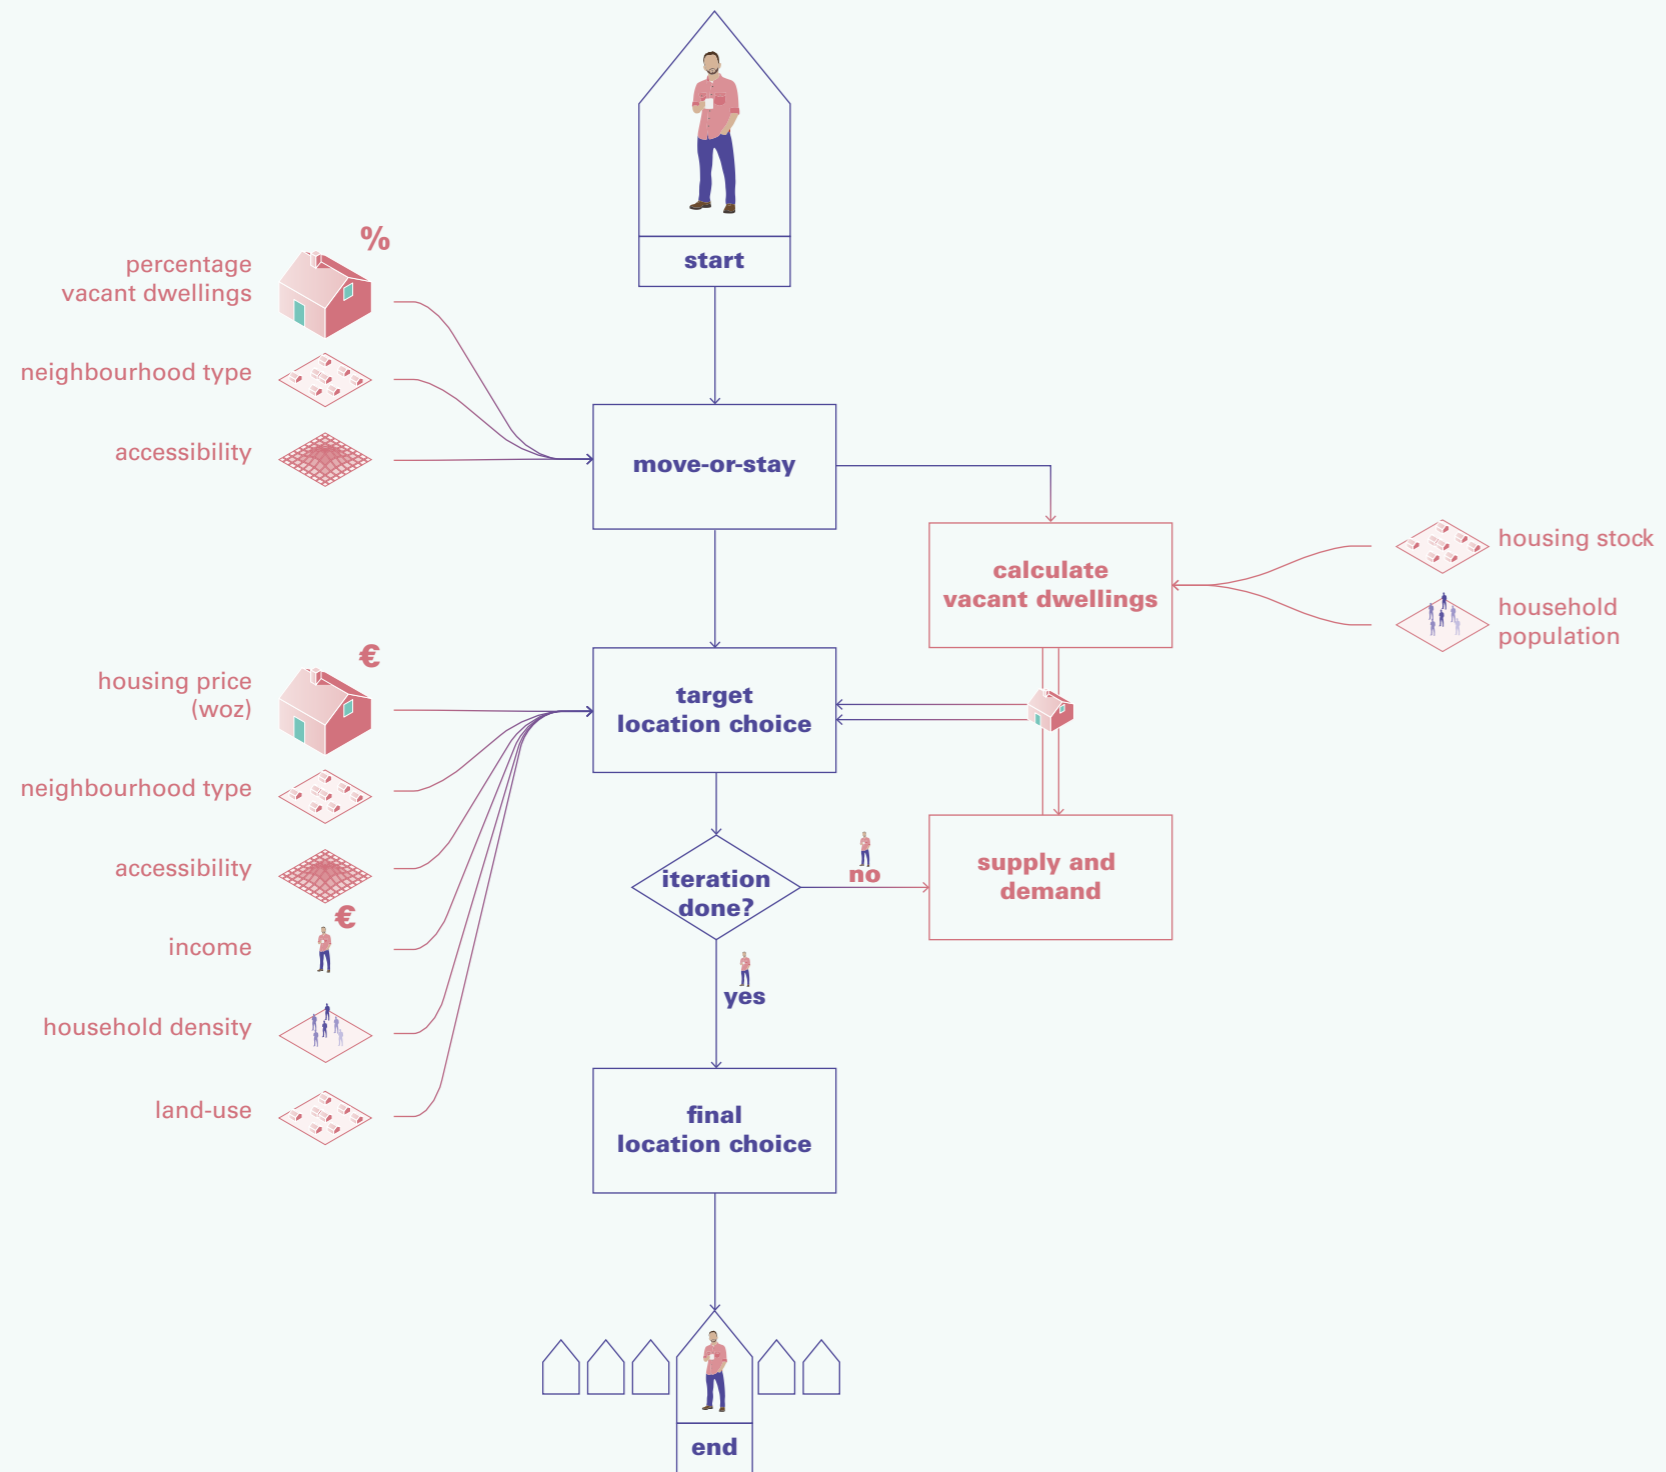 start
%
percentage
vacant dwellings
neighbourhood type
accessibility
move-or-stay
calculate
vacant dwellings
housing stock
household
population
€
housing price
(woz)
neighbourhood type
accessibility
€
income
household density
land-use
target
location choice
iteration
done?
no
supply and
demand
yes
final
location choice
end